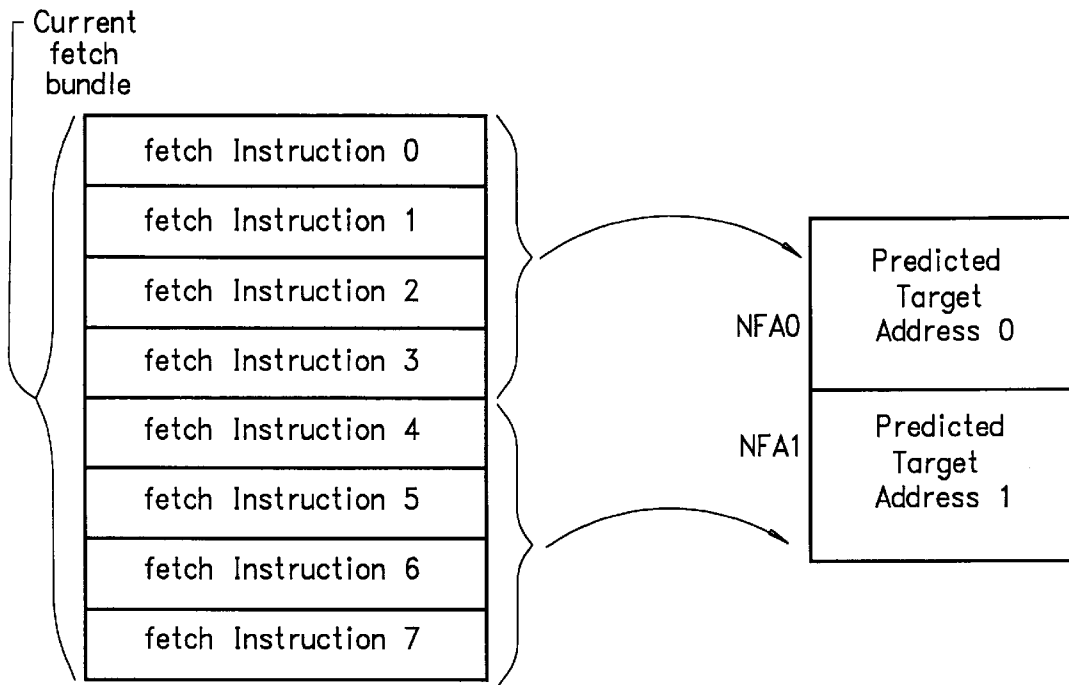 Current
fetch
bundle
fetch Instruction 0
fetch Instruction 1
fetch Instruction 2
fetch Instruction 3
fetch Instruction 4
fetch Instruction 5
fetch Instruction 6
fetch Instruction 7
NFA0
Predicted
Target
Address 0
NFA1
Predicted
Target
Address 1